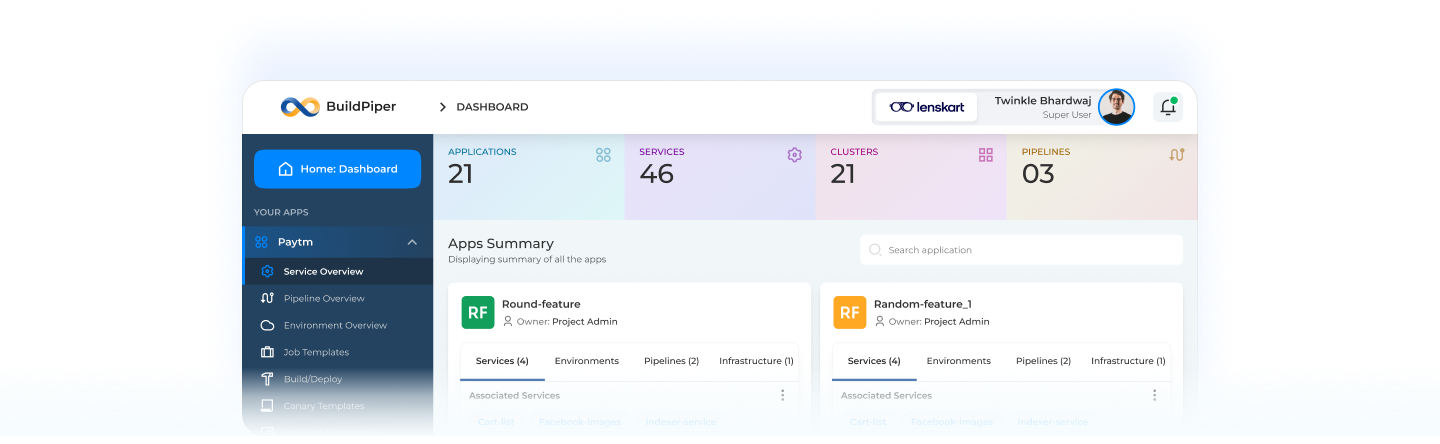 BuildPiper
DASHBOARD
lenskart
Twinkle Bhardwaj
Super User
Home: Dashboard
YOUR APPS
Paytm
Service Overview
Pipeline Overview
Environment Overview
Job Templates
Build/Deploy
Canary Templates
APPLICATIONS
21
SERVICES
46
CLUSTERS
21
PIPELINES
03
Apps Summary
Displaying summary of all the apps
Search application
RF
Round-feature
Owner: Project Admin
Services (4) Environments Pipelines (2) Infrastructure (1)
Associated Services
Cart-list Facebook-images Indexer-service
RF
Random-feature_1
Owner: Project Admin
Services (4) Environments Pipelines (2) Infrastructure (1)
Associated Services
Cart-list Facebook-images Indexer-service